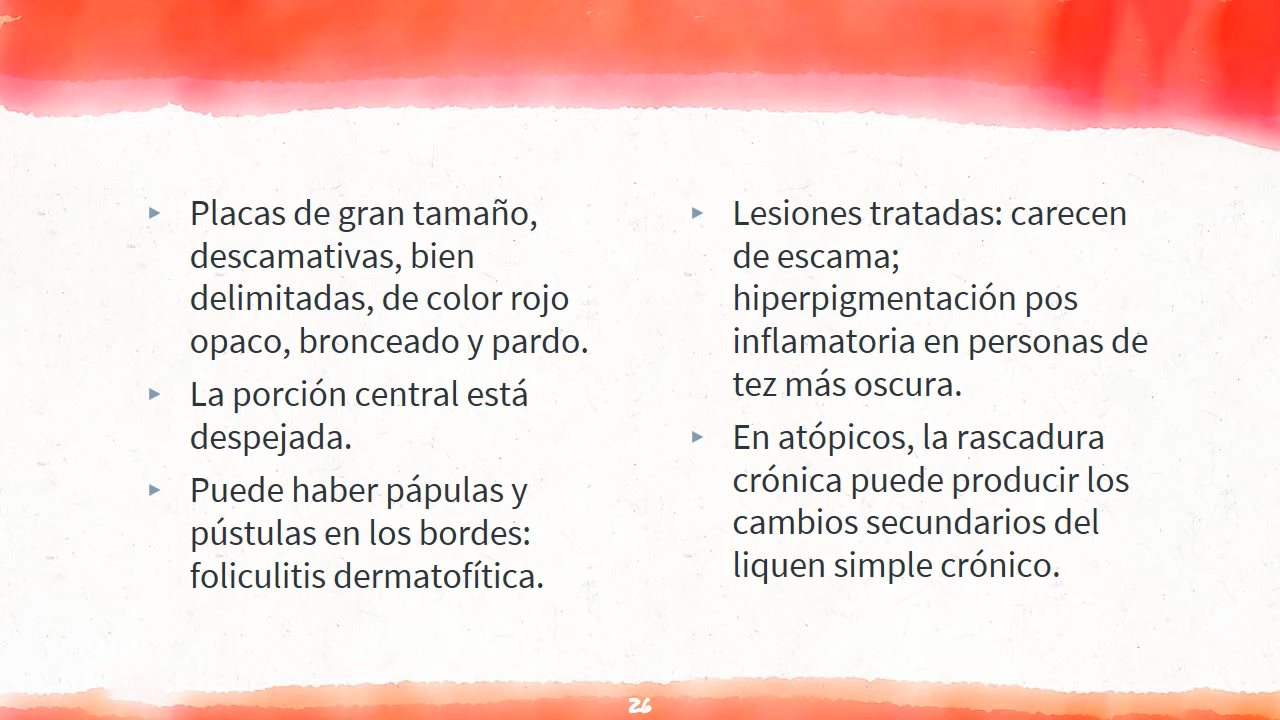 Placas de gran tamaño,
descamativas, bien
delimitadas, de color rojo
opaco, bronceado y pardo.
La porción central está
despejada.
Puede haber pápulas y
pústulas en los bordes:
foliculitis dermatofítica.
Lesiones tratadas: carecen
de escama;
hiperpigmentación pos
inflamatoria en personas de
tez más oscura.
En atópicos, la rascadura
crónica puede producir los
cambios secundarios del
liquen simple crónico.
26